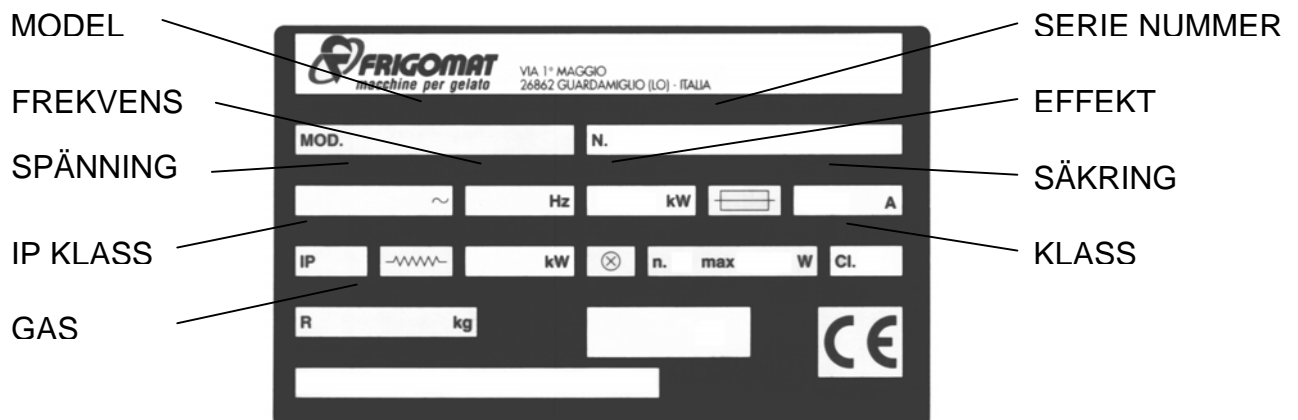 MODEL
SERIE NUMMER
FRIGOMAT
macchine per gelato
VIA 1° MAGGIO
26862 GUARDAMIGLIO (LO) - ITALIA
FREKVENS
EFFEKT
MOD.
N.
SPÄNNING
SÄKRING
~ Hz kW A
IP KLASS
KLASS
IP kW n. max W Cl.
GAS
R kg
CE